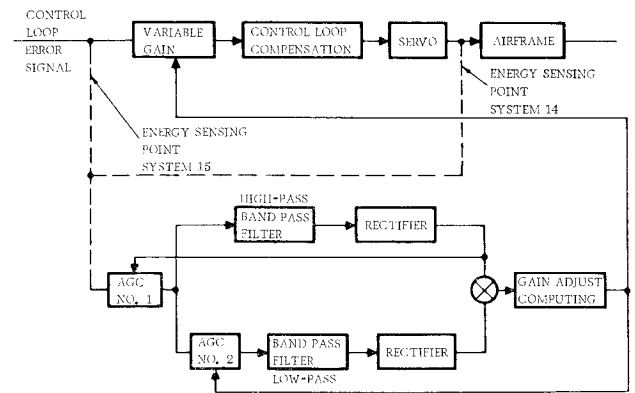 CONTROL
LOOP
ERROR
SIGNAL
VARIABLE
GAIN
CONTROL LOOP
COMPENSATION
SERVO
AIRFRAME
ENERGY SENSING
POINT
SYSTEM 14
ENERGY SENSING
POINT
SYSTEM 15
HIGH-PASS
BAND PASS
FILTER
RECTIFIER
AGC
NO. 1
GAIN ADJUST
COMPUTING
AGC
NO. 2
BAND PASS
FILTER
LOW-PASS
RECTIFIER